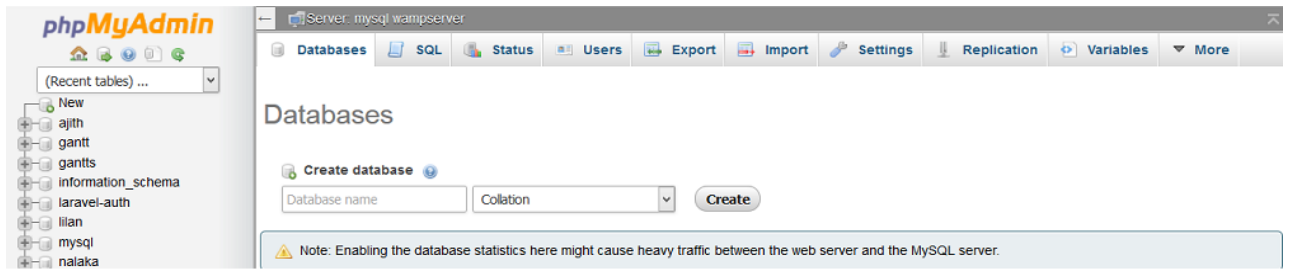 phpMyAdmin
(Recent tables) ...
New
ajith
gantt
gantts
information_schema
laravel-auth
lilan
mysql
nalaka
Server: mysql wampserver
Databases SQL Status Users Export Import Settings Replication Variables More
Databases
Create database
Database name Collation Create
Note: Enabling the database statistics here might cause heavy traffic between the web server and the MySQL server.